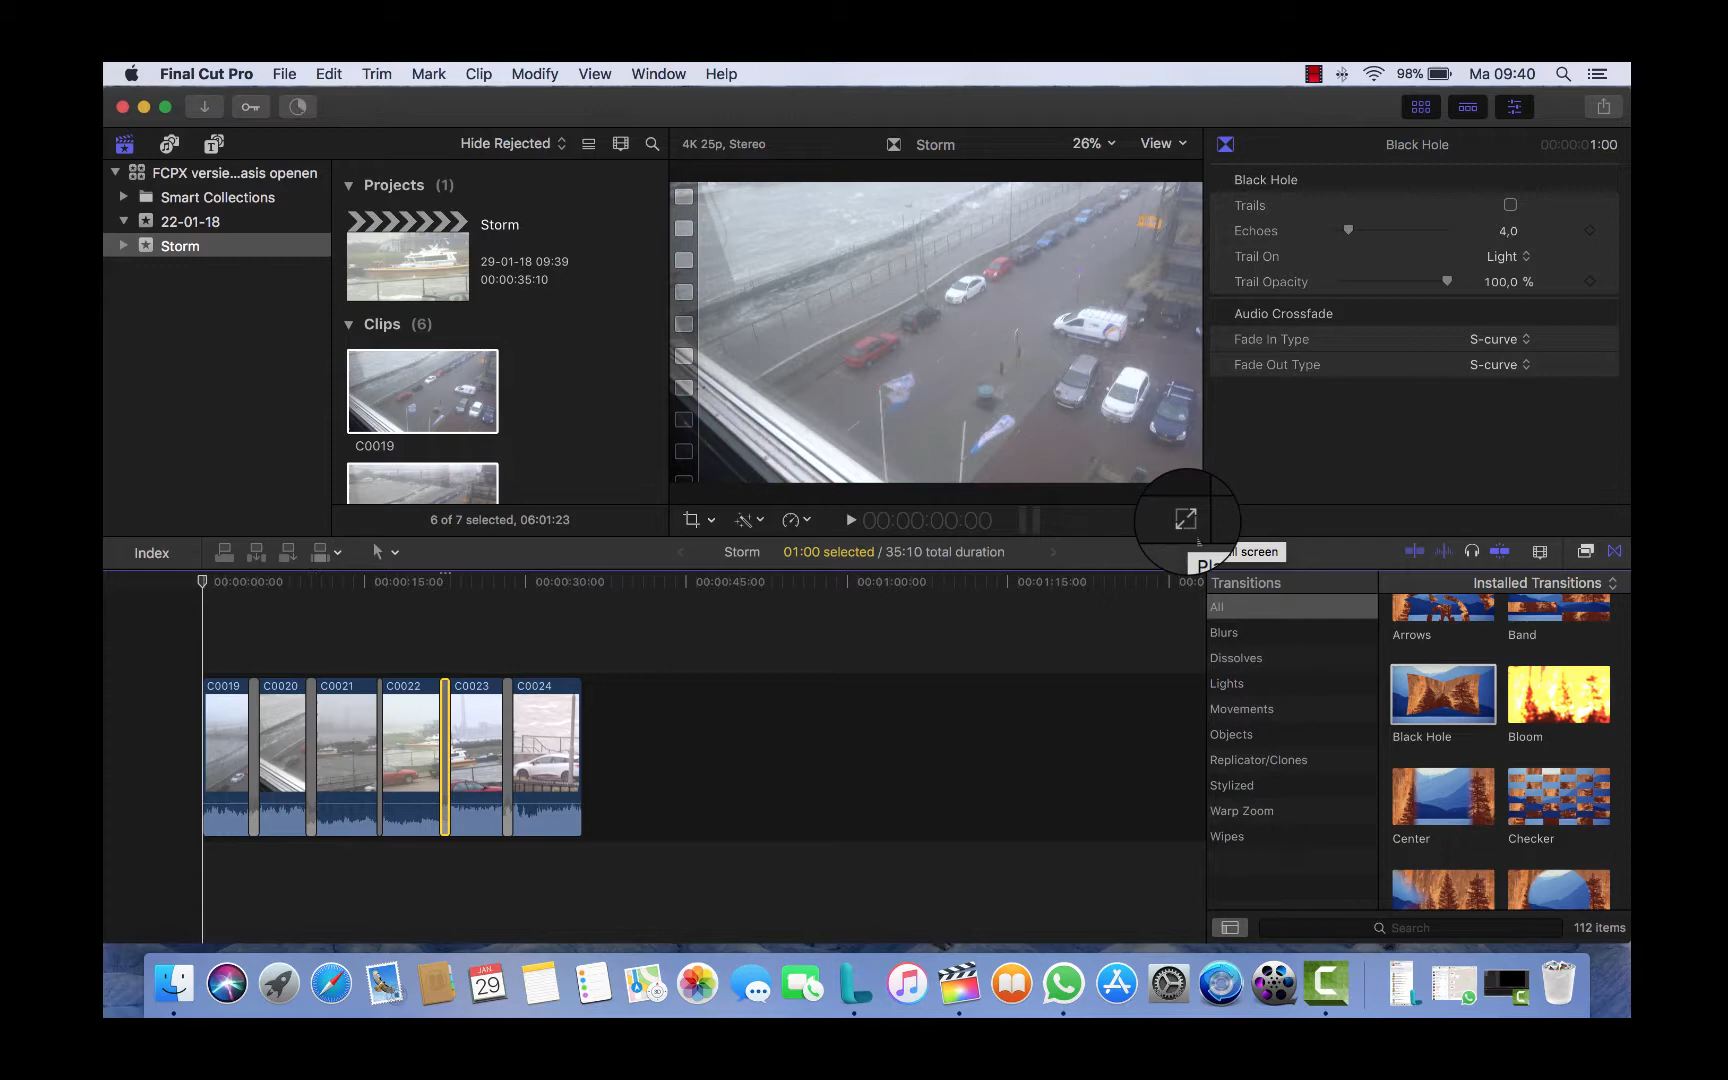 Final Cut Pro File Edit Trim Mark Clip Modify View Window Help 98% Ma 09:40
Hide Rejected
4K 25p, Stereo Storm 26% View
Black Hole 00:00:01:00
FCPX versie...asis openen
Smart Collections
22-01-18
Storm
Projects (1)
Storm
29-01-18 09:39
00:00:35:10
Clips (6)
C0019
6 of 7 selected, 06:01:23
00:00:00:00
Black Hole
Trails
Echoes 4,0
Trail On Light
Trail Opacity 100,0 %
Audio Crossfade
Fade In Type S-curve
Fade Out Type S-curve
Index
Storm 01:00 selected / 35:10 total duration
screen
00:00:00:00 00:00:15:00 00:00:30:00 00:00:45:00 00:01:00:00 00:01:15:00
C0019 C0020 C0021 C0022 C0023 C0024
Transitions Installed Transitions
All
Blurs
Dissolves
Lights
Movements
Objects
Replicator/Clones
Stylized
Warp Zoom
Wipes
Arrows Band
Black Hole Bloom
Center Checker
Search 112 items
JAN
29